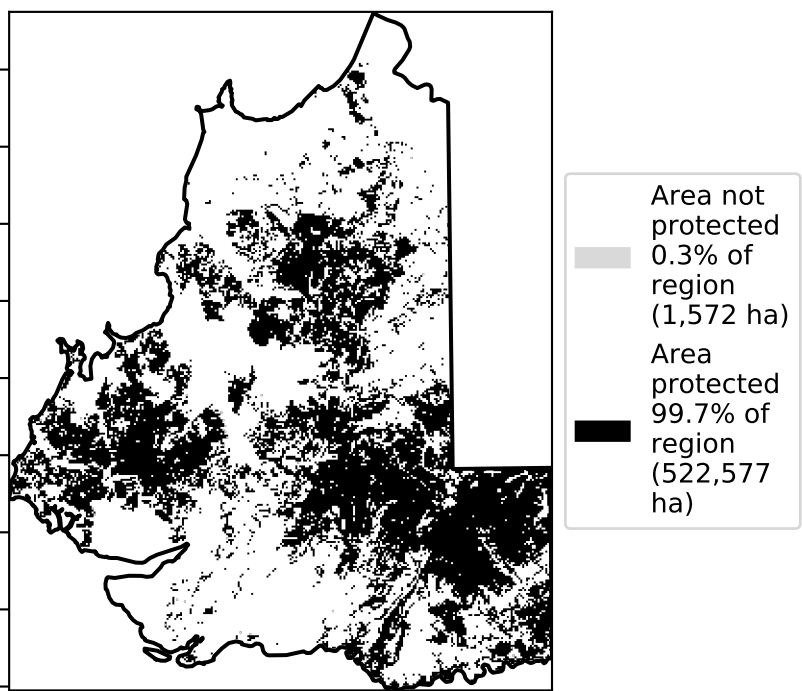 Area not
protected
0.3% of
region
(1,572 ha)
Area
protected
99.7% of
region
(522,577
ha)